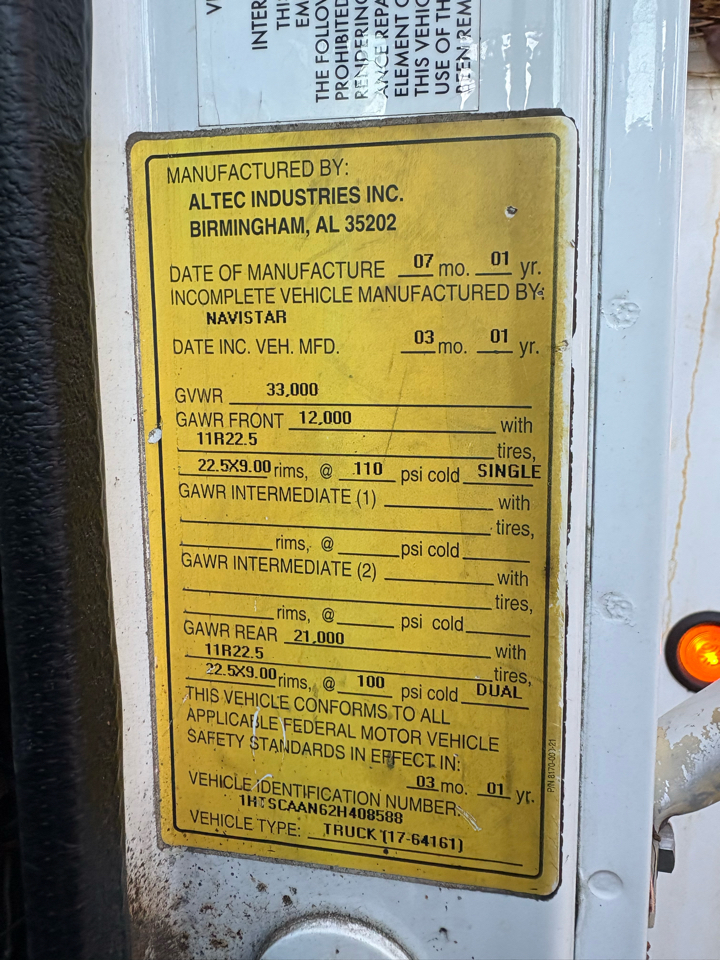 INTER
THIS
EM
THE FOLLOW
PROHIBITED
RENDERING
ANCE REPA
ELEMENT O
THIS VEHIC
USE OF TH
BEEN REM
MANUFACTURED BY:
ALTEC INDUSTRIES INC.
BIRMINGHAM, AL 35202
DATE OF MANUFACTURE 07 mo. 01 yr.
INCOMPLETE VEHICLE MANUFACTURED BY:
NAVISTAR
DATE INC. VEH. MFD. 03 mo. 01 yr.
GVWR 33,000
GAWR FRONT 12,000 with
11R22.5 tires,
22.5X9.00 rims, @ 110 psi cold SINGLE
GAWR INTERMEDIATE (1) with
tires,
rims, @ psi cold
GAWR INTERMEDIATE (2) with
tires,
rims, @ psi cold
GAWR REAR 21,000 with
11R22.5 tires,
22.5X9.00 rims, @ 100 psi cold DUAL
THIS VEHICLE CONFORMS TO ALL
APPLICABLE FEDERAL MOTOR VEHICLE
SAFETY STANDARDS IN EFFECT IN:
03 mo. 01 yr.
VEHICLE IDENTIFICATION NUMBER:
1HTSCAAN62H408588
VEHICLE TYPE: TRUCK (17-64161)